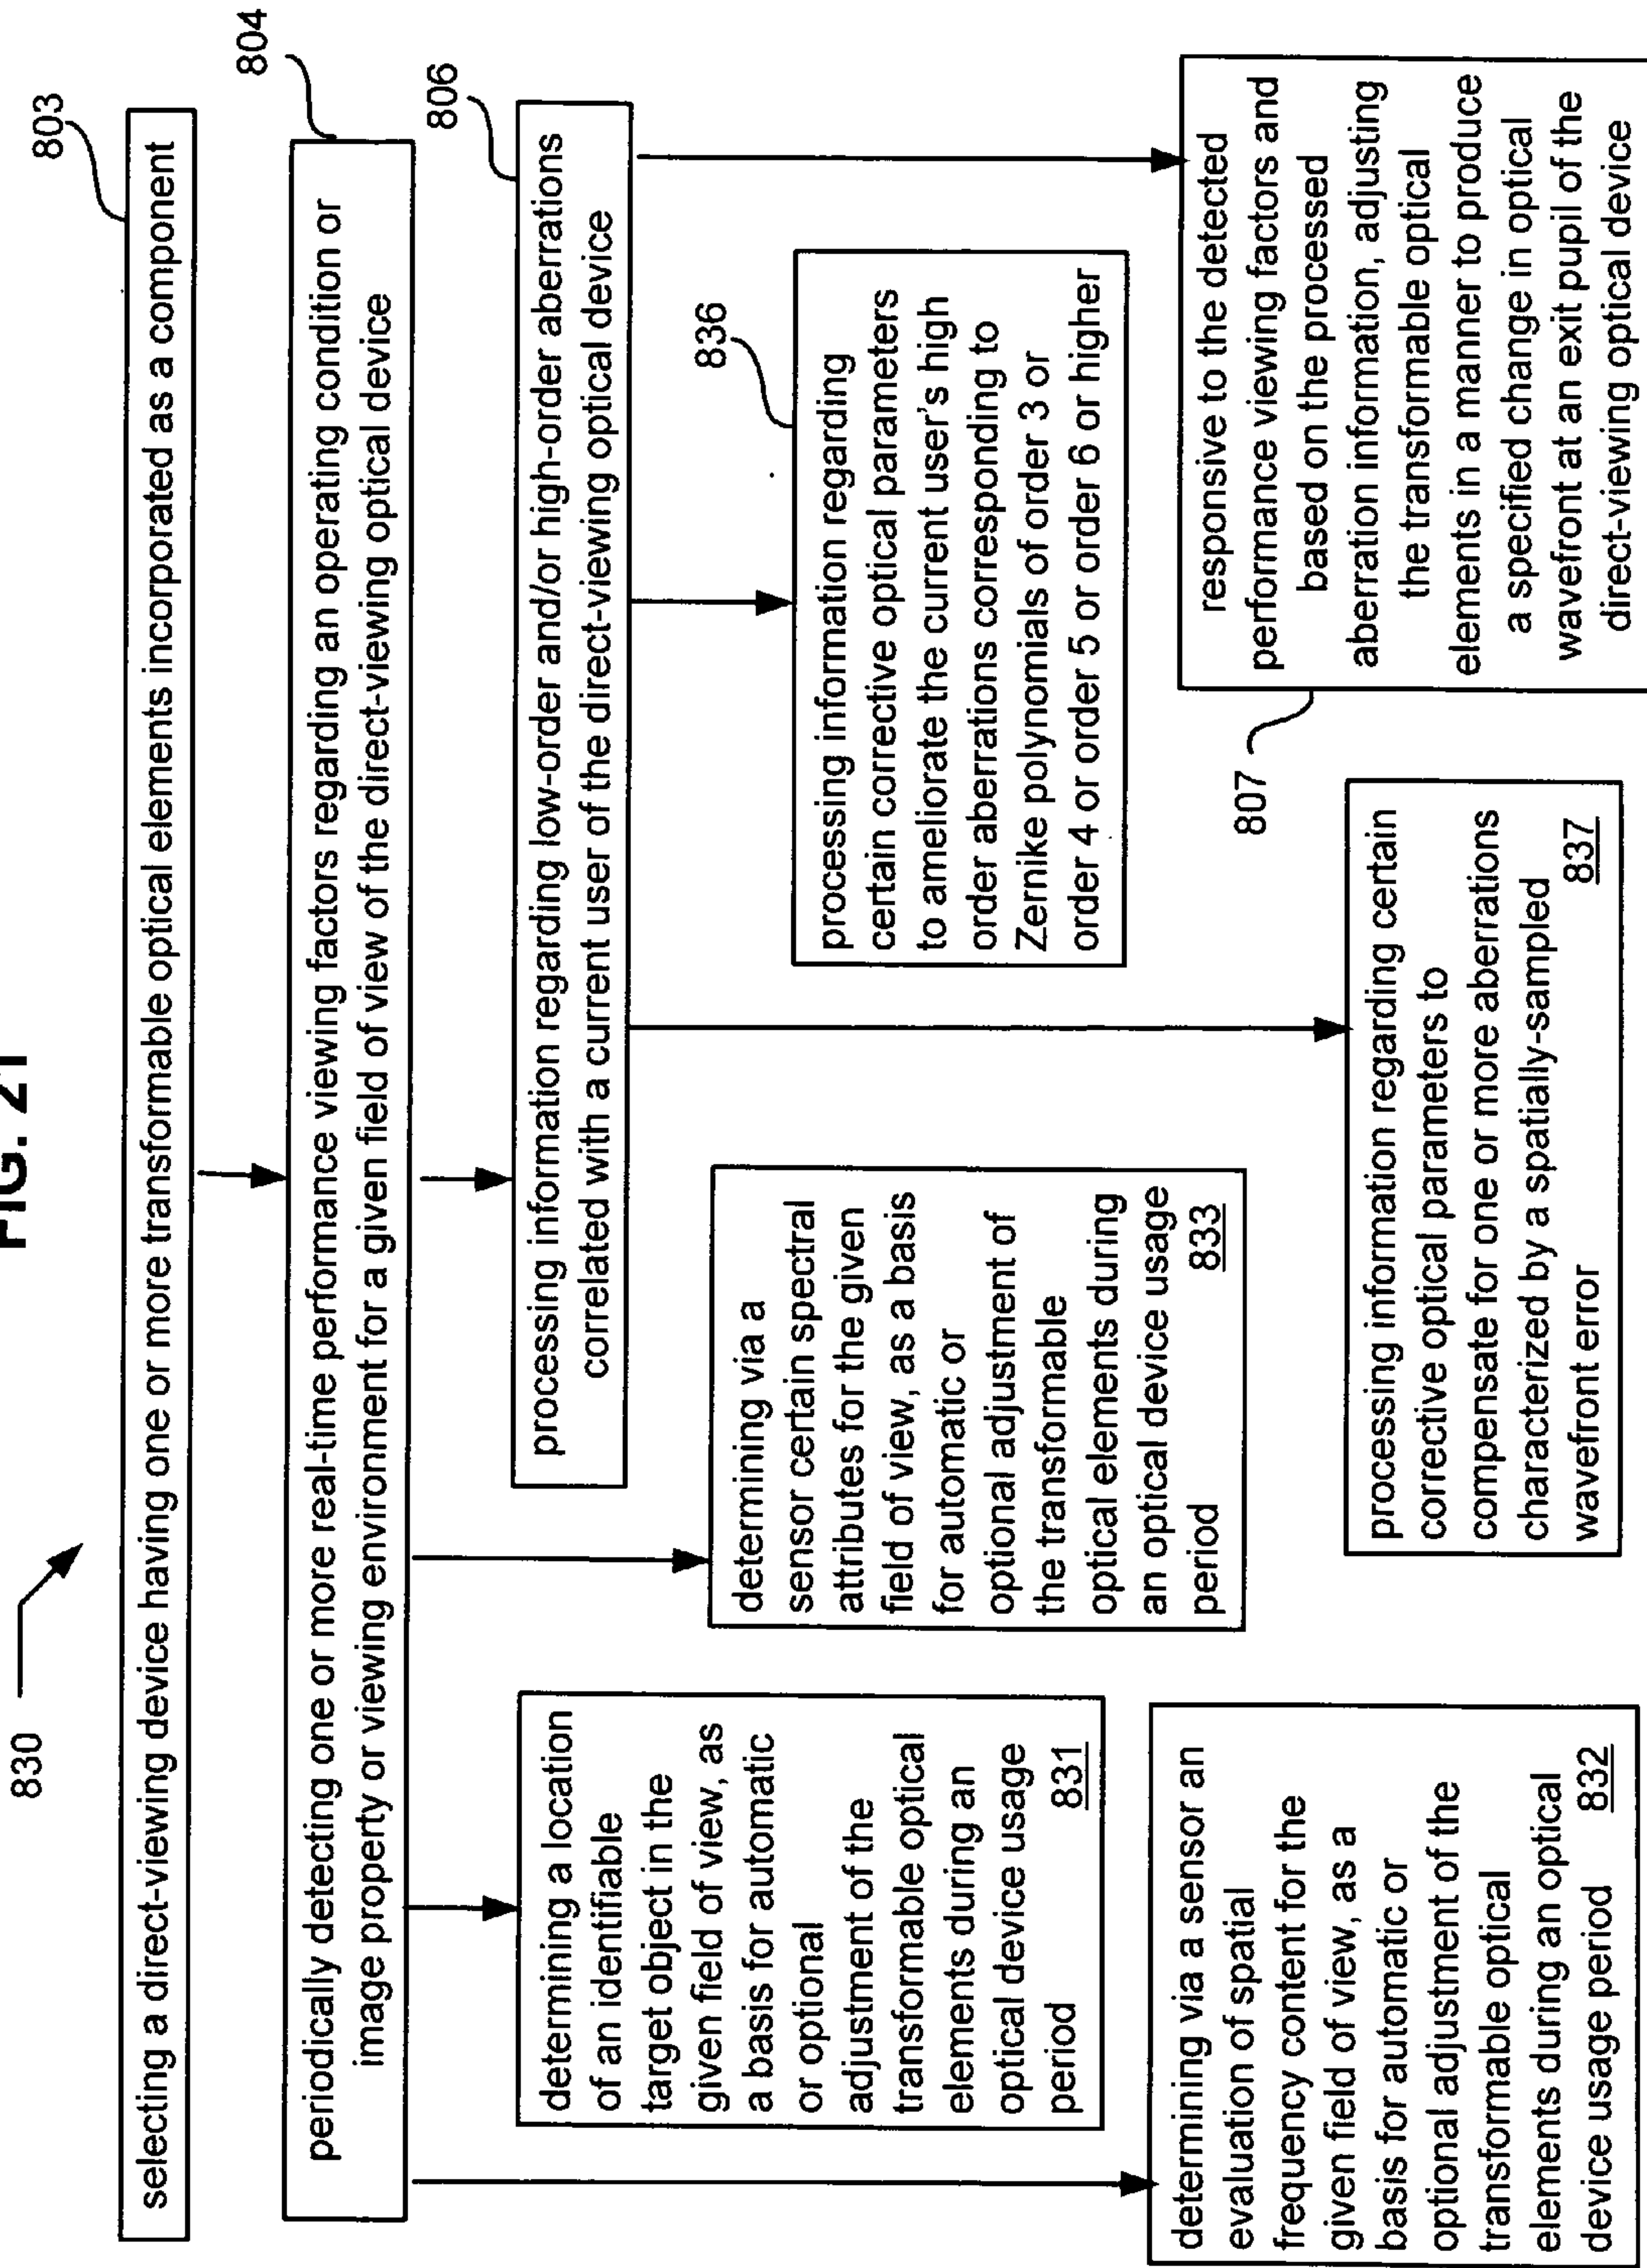 FIG. 21
830
803
selecting a direct-viewing device having one or more transformable optical elements incorporated as a component
804
periodically detecting one or more real-time performance viewing factors regarding an operating condition or
image property or viewing environment for a given field of view of the direct-viewing optical device
806
processing information regarding low-order and/or high-order aberrations
correlated with a current user of the direct-viewing optical device
determining a location
of an identifiable
target object in the
given field of view, as
a basis for automatic
or optional
adjustment of the
transformable optical
elements during an
optical device usage
period 831
determining via a
sensor certain spectral
attributes for the given
field of view, as a basis
for automatic or
optional adjustment of
the transformable
optical elements during
an optical device usage
period 833
836
processing information regarding
certain corrective optical parameters
to ameliorate the current user's high
order aberrations corresponding to
Zernike polynomials of order 3 or
order 4 or order 5 or order 6 or higher
determining via a sensor an
evaluation of spatial
frequency content for the
given field of view, as a
basis for automatic or
optional adjustment of the
transformable optical
elements during an optical
device usage period 832
processing information regarding certain
corrective optical parameters to
compensate for one or more aberrations
characterized by a spatially-sampled
wavefront error 837
807
responsive to the detected
performance viewing factors and
based on the processed
aberration information, adjusting
the transformable optical
elements in a manner to produce
a specified change in optical
wavefront at an exit pupil of the
direct-viewing optical device